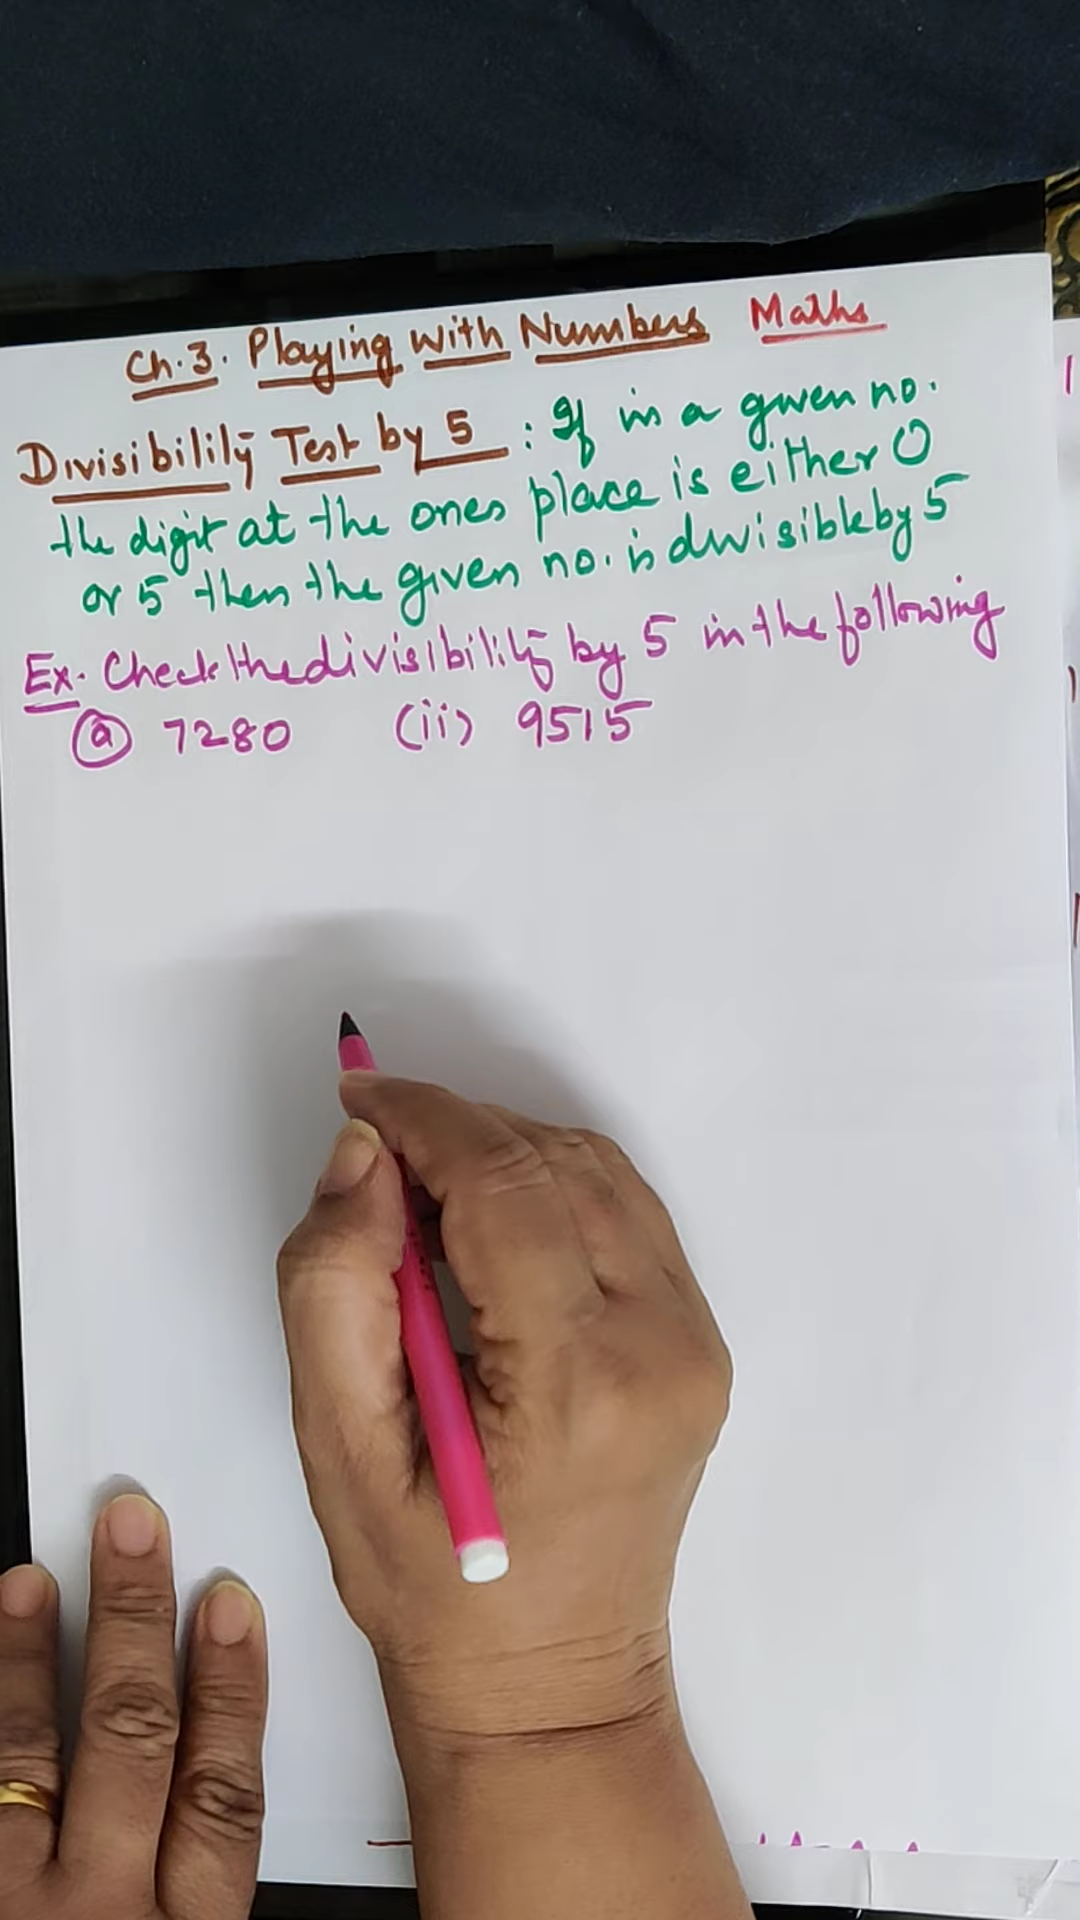 Ch.3. Playing With Numbers Maths
Divisibility Test by 5 : If in a given no.
the digit at the ones place is either 0
or 5 then the given no. is divisible by 5
Ex. Check the divisibility by 5 in the following
(a) 7280 (ii) 9515